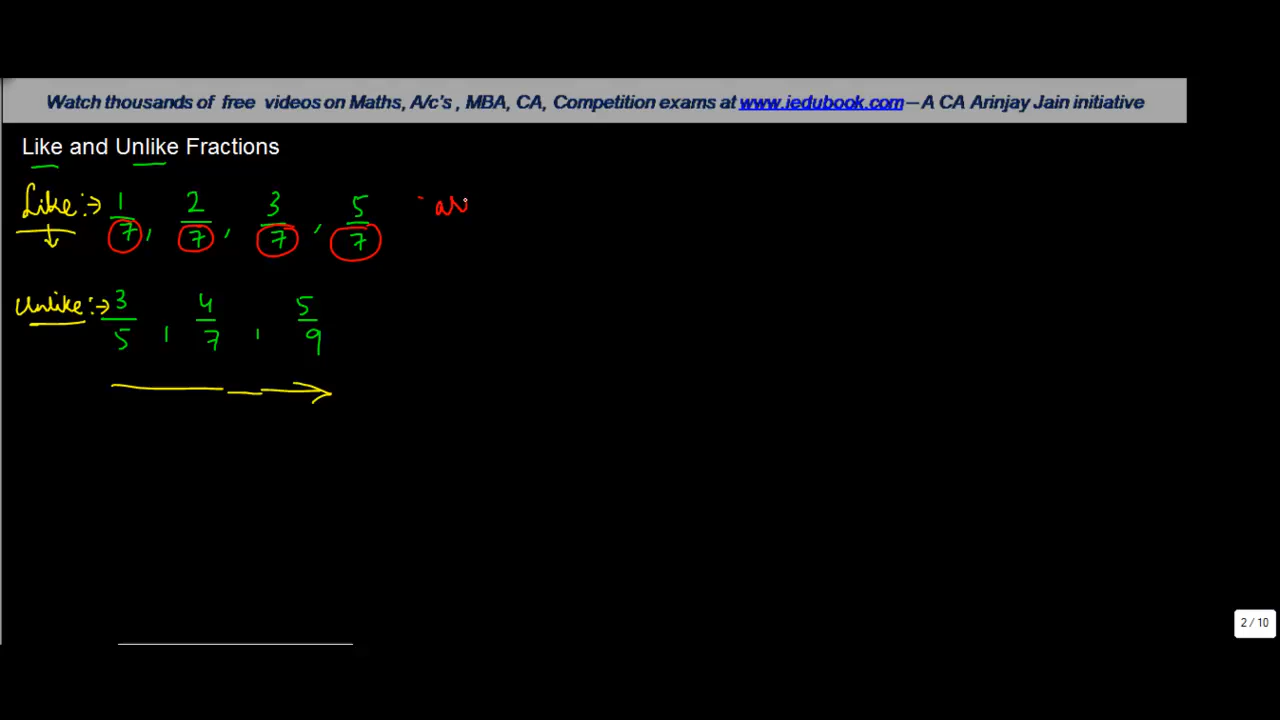 Watch thousands of free videos on Maths, A/c's , MBA, CA, Competition exams at www.iedubook.com – A CA Arinjay Jain initiative
Like and Unlike Fractions
Like :→ 1/7, 2/7, 3/7, 5/7
Unlike :→ 3/5, 4/7, 5/9
2 / 10